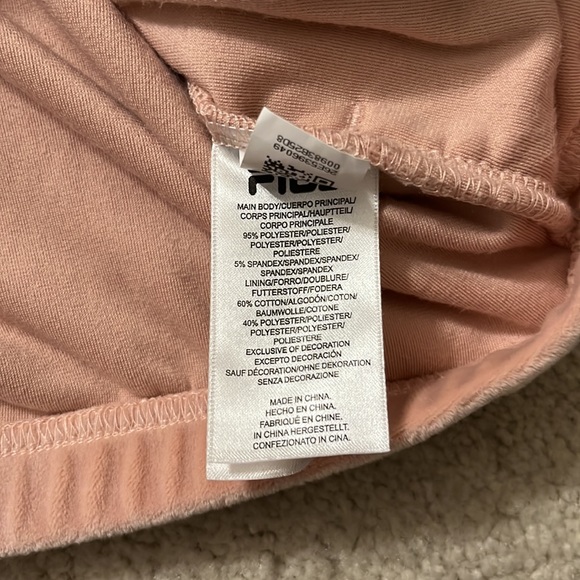 26E5396049
0098382508
FILA
MAIN BODY/CUERPO PRINCIPAL/
CORPS PRINCIPAL/HAUPTTEIL/
CORPO PRINCIPALE
95% POLYESTER/POLIESTER/
POLYESTER/POLYESTER/
POLIESTERE
5% SPANDEX/SPANDEX/SPANDEX/
SPANDEX/SPANDEX
LINING/FORRO/DOUBLURE/
FUTTERSTOFF/FODERA
60% COTTON/ALGODÓN/COTON/
BAUMWOLLE/COTONE
40% POLYESTER/POLIESTER/
POLYESTER/POLYESTER/
POLIESTERE
EXCLUSIVE OF DECORATION
EXCEPTO DECORACIÓN
SAUF DÉCORATION/OHNE DEKORATION
SENZA DECORAZIONE
MADE IN CHINA.
HECHO EN CHINA.
FABRIQUÉ EN CHINE,
IN CHINA HERGESTELLT.
CONFEZIONATO IN CINA.